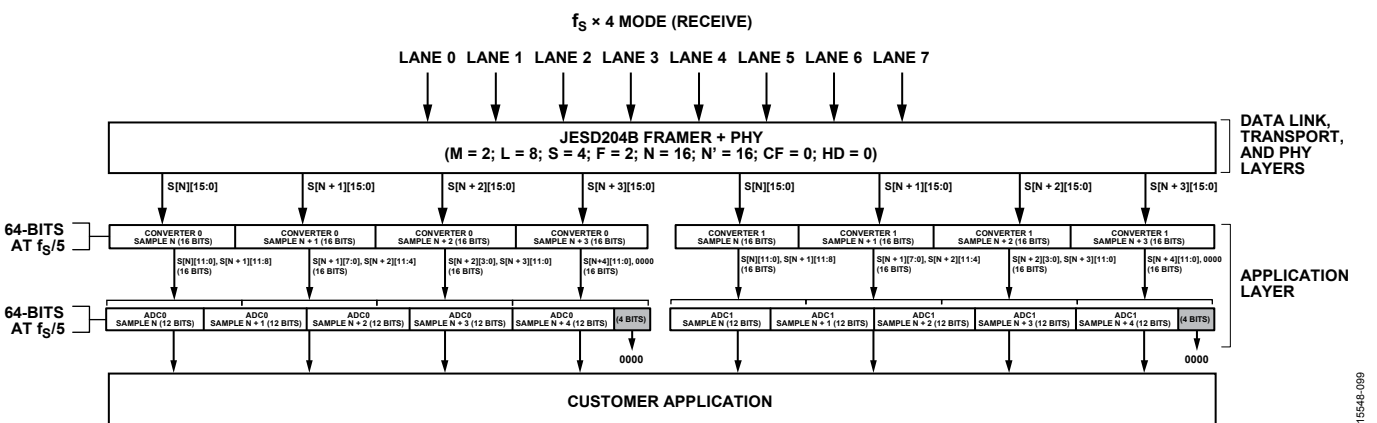 fS × 4 MODE (RECEIVE)
LANE 0 LANE 1 LANE 2 LANE 3 LANE 4 LANE 5 LANE 6 LANE 7
JESD204B FRAMER + PHY
(M = 2; L = 8; S = 4; F = 2; N = 16; N' = 16; CF = 0; HD = 0)
DATA LINK,
TRANSPORT,
AND PHY
LAYERS
S[N][15:0] S[N + 1][15:0] S[N + 2][15:0] S[N + 3][15:0] S[N][15:0] S[N + 1][15:0] S[N + 2][15:0] S[N + 3][15:0]
64-BITS
AT fS/5
CONVERTER 0 CONVERTER 0 CONVERTER 0 CONVERTER 0 CONVERTER 1 CONVERTER 1 CONVERTER 1 CONVERTER 1
SAMPLE N (16 BITS) SAMPLE N + 1 (16 BITS) SAMPLE N + 2 (16 BITS) SAMPLE N + 3 (16 BITS) SAMPLE N (16 BITS) SAMPLE N + 1 (16 BITS) SAMPLE N + 2 (16 BITS) SAMPLE N + 3 (16 BITS)
S[N][11:0], S[N + 1][11:8] S[N + 1][7:0], S[N + 2][11:4] S[N + 2][3:0], S[N + 3][11:0] S[N+4][11:0], 0000 S[N][11:0], S[N + 1][11:8] S[N + 1][7:0], S[N + 2][11:4] S[N + 2][3:0], S[N + 3][11:0] S[N + 4][11:0], 0000
(16 BITS) (16 BITS) (16 BITS) (16 BITS) (16 BITS) (16 BITS) (16 BITS) (16 BITS)
APPLICATION
LAYER
64-BITS
AT fS/5
ADC0 ADC0 ADC0 ADC0 ADC0 (4 BITS) ADC1 ADC1 ADC1 ADC1 ADC1 (4 BITS)
SAMPLE N (12 BITS) SAMPLE N + 1 (12 BITS) SAMPLE N + 2 (12 BITS) SAMPLE N + 3 (12 BITS) SAMPLE N + 4 (12 BITS) SAMPLE N (12 BITS) SAMPLE N + 1 (12 BITS) SAMPLE N + 2 (12 BITS) SAMPLE N + 3 (12 BITS) SAMPLE N + 4 (12 BITS)
0000 0000
CUSTOMER APPLICATION
15548-099